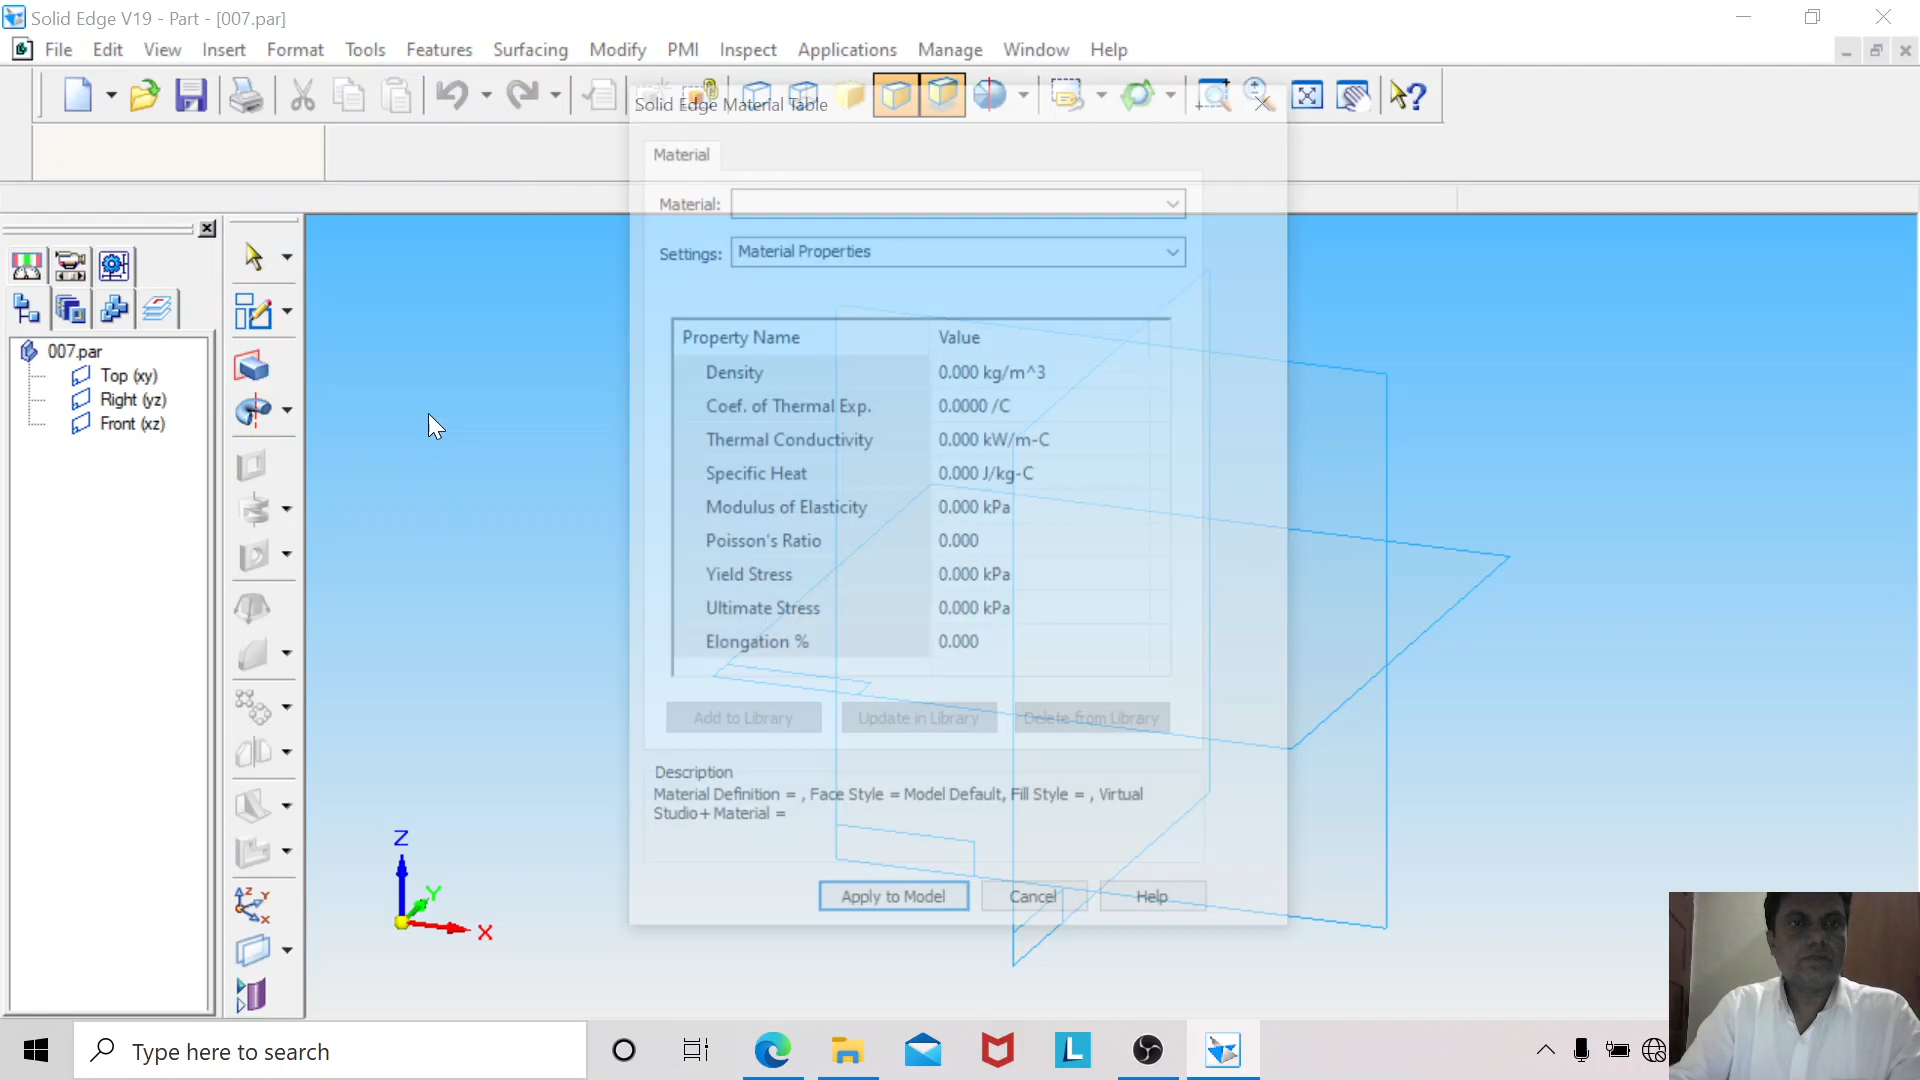 Solid Edge V19 - Part - [007.par]
File Edit View Insert Format Tools Features Surfacing Modify PMI Inspect Applications Manage Window Help
Solid Edge Material Table
Material
Material:
Settings: Material Properties
Property Name Value
Density 0.000 kg/m^3
Coef. of Thermal Exp. 0.0000 /C
Thermal Conductivity 0.000 kW/m-C
Specific Heat 0.000 J/kg-C
Modulus of Elasticity 0.000 kPa
Poisson's Ratio 0.000
Yield Stress 0.000 kPa
Ultimate Stress 0.000 kPa
Elongation % 0.000
Add to Library Update in Library Delete from Library
Description
Material Definition = , Face Style = Model Default, Fill Style = , Virtual
Studio+ Material =
Apply to Model Cancel Help
007.par
Top (xy)
Right (yz)
Front (xz)
Z
Y
X
Type here to search